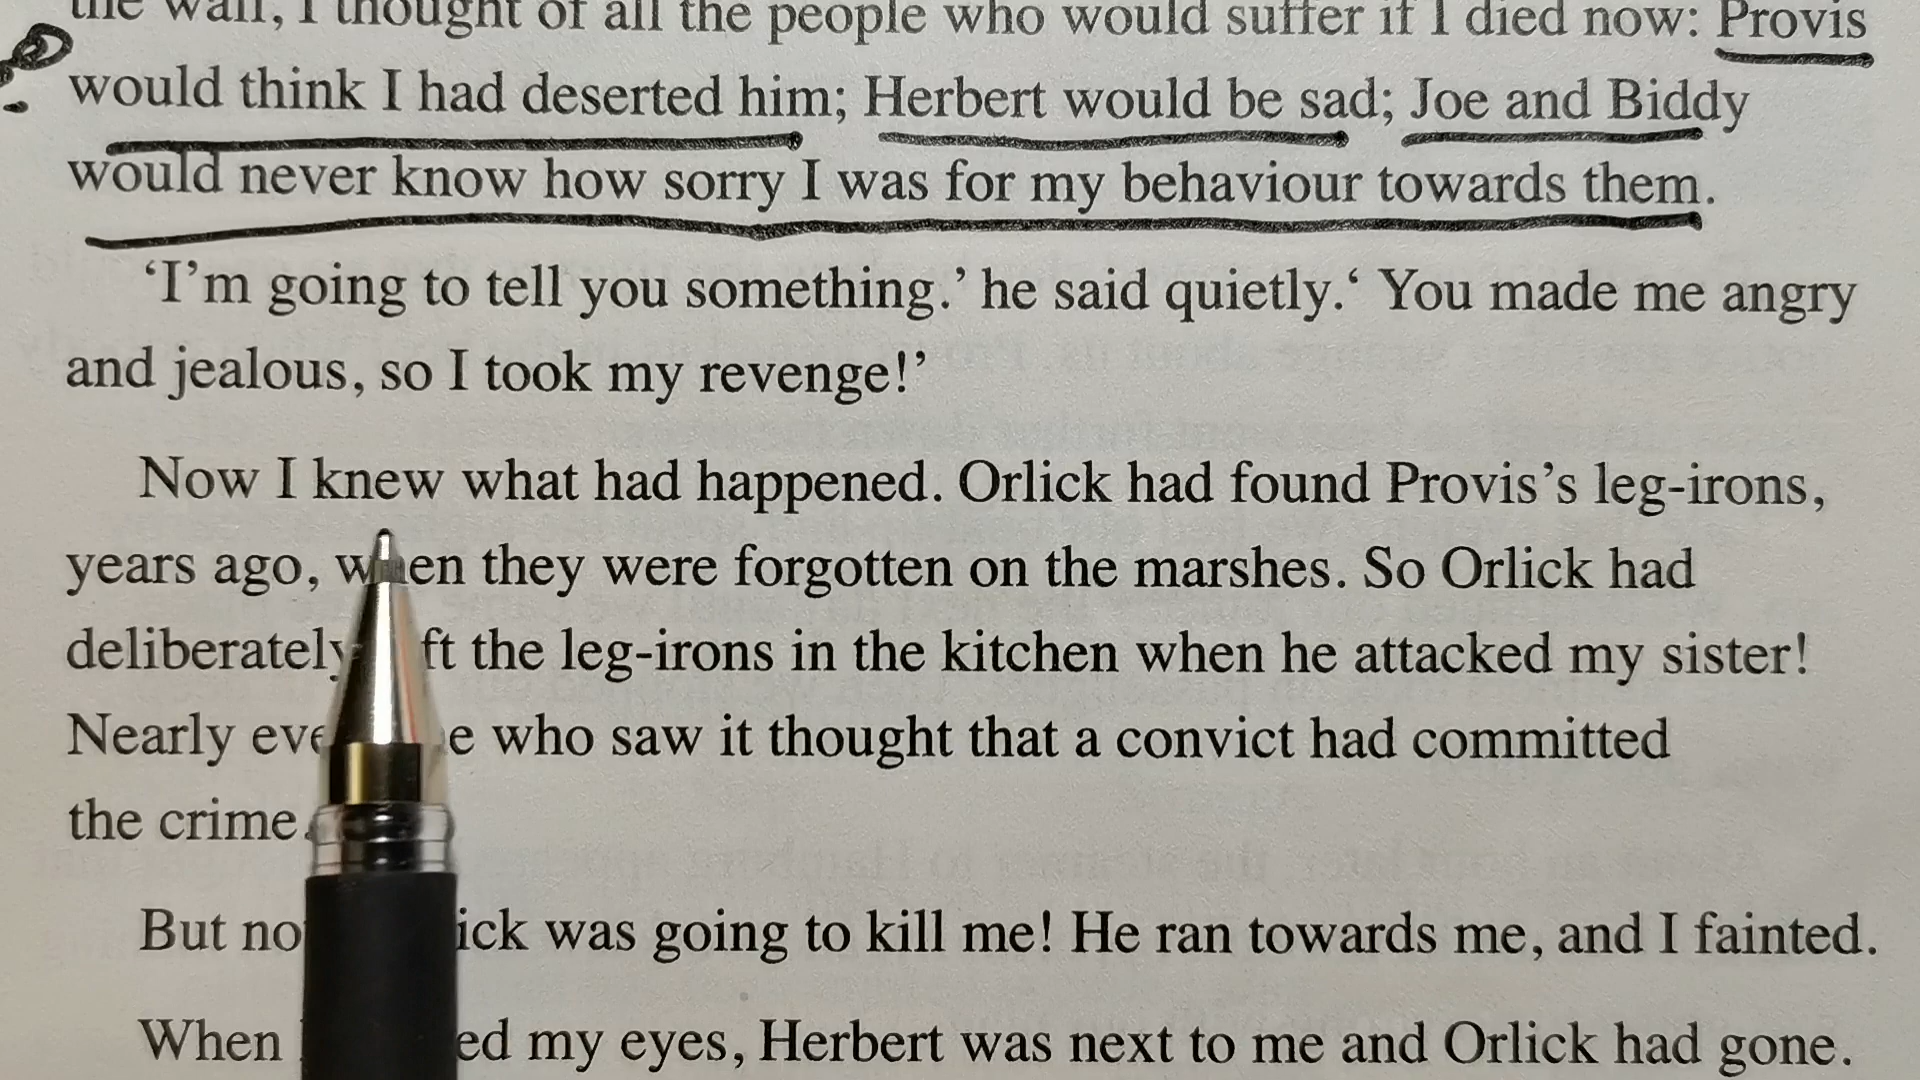 the wall, I thought of all the people who would suffer if I died now: Provis
would think I had deserted him; Herbert would be sad; Joe and Biddy
would never know how sorry I was for my behaviour towards them.
‘I’m going to tell you something.’ he said quietly.‘ You made me angry
and jealous, so I took my revenge!’
Now I knew what had happened. Orlick had found Provis’s leg-irons,
years ago, when they were forgotten on the marshes. So Orlick had
deliberately the leg-irons in the kitchen when he attacked my sister!
Nearly who saw it thought that a convict had committed
the crime.
But was going to kill me! He ran towards me, and I fainted.
When my eyes, Herbert was next to me and Orlick had gone.